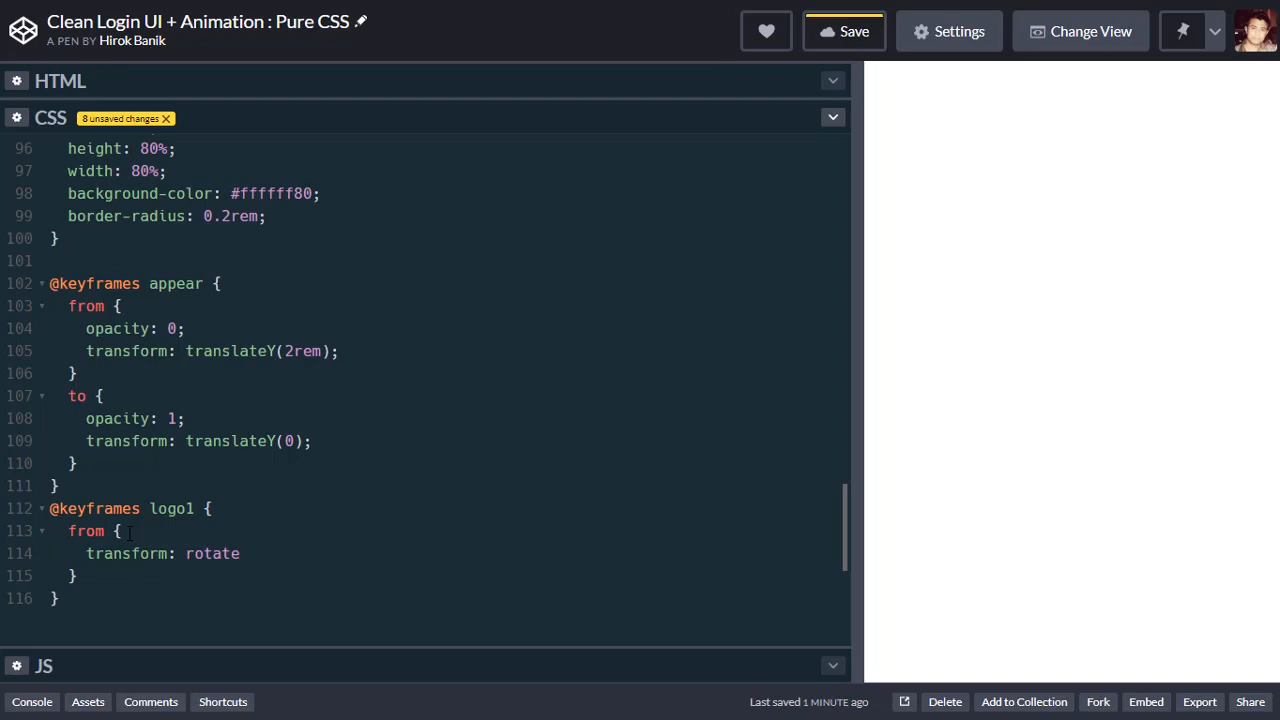 Clean Login UI + Animation : Pure CSS
A PEN BY Hirok Banik
Save
Settings
Change View
HTML
CSS
8 unsaved changes X
96 height: 80%;
97 width: 80%;
98 background-color: #ffffff80;
99 border-radius: 0.2rem;
100 }
101
102 @keyframes appear {
103 from {
104 opacity: 0;
105 transform: translateY(2rem);
106 }
107 to {
108 opacity: 1;
109 transform: translateY(0);
110 }
111 }
112 @keyframes logo1 {
113 from {
114 transform: rotate
115 }
116 }
JS
Console
Assets
Comments
Shortcuts
Last saved 1 MINUTE ago
Delete
Add to Collection
Fork
Embed
Export
Share